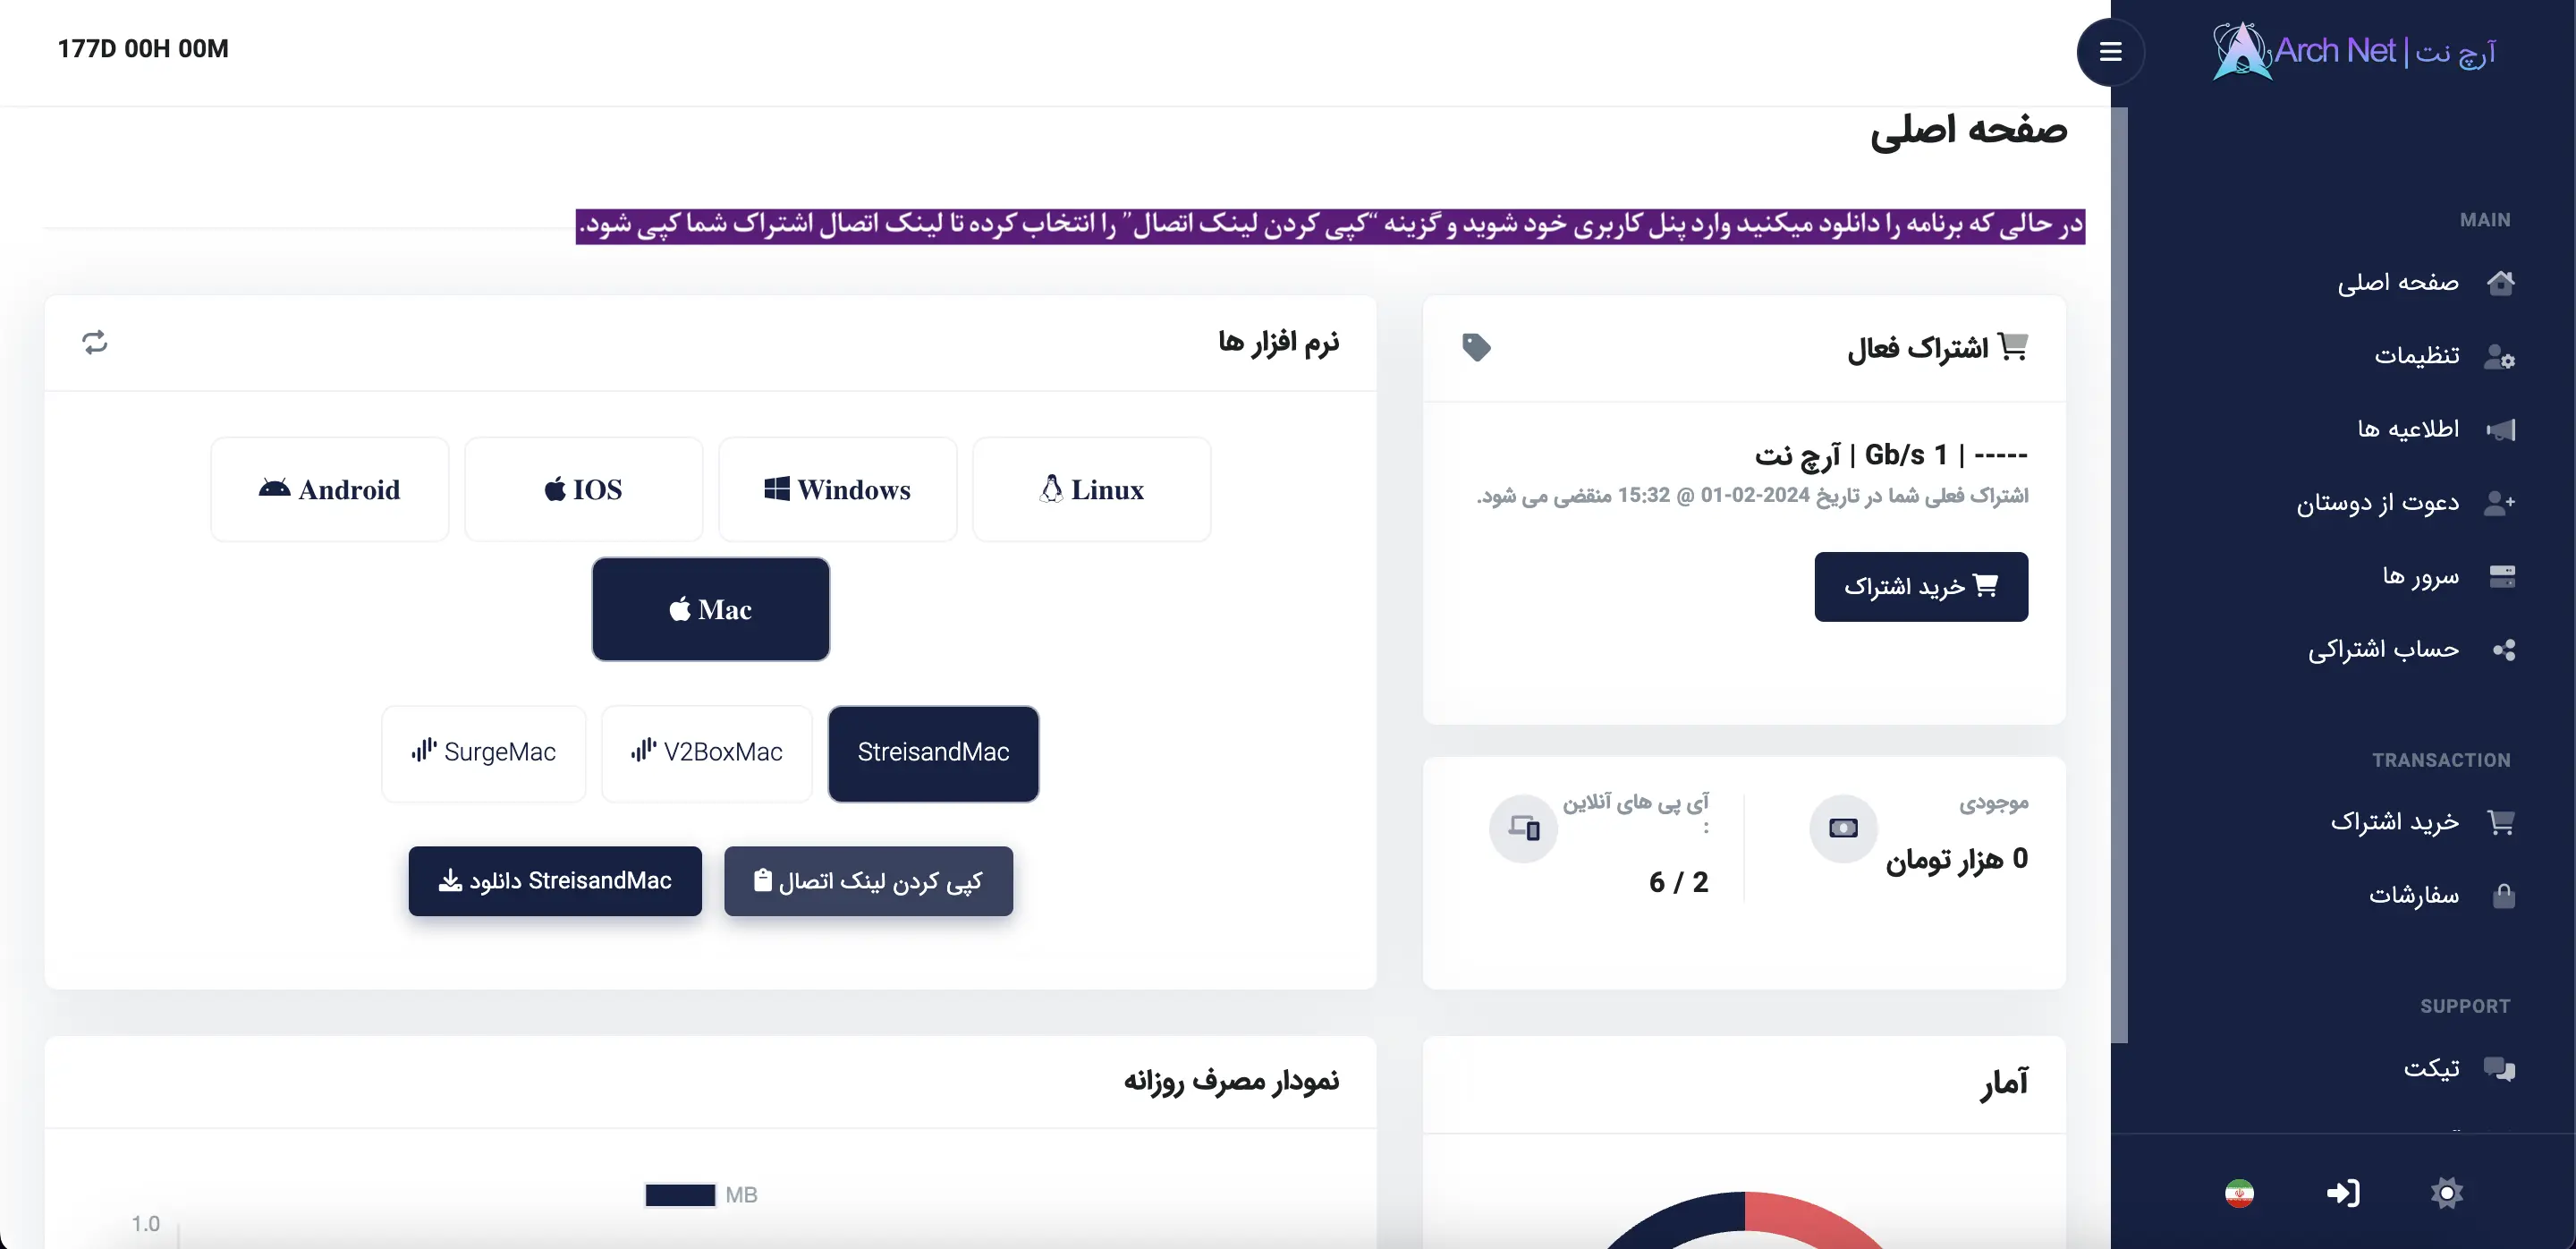 177D 00H 00M
Arch Net | آرچ نت
صفحه اصلی
در حالی که برنامه را دانلود میکنید وارد پنل کاربری خود شوید و گزینه “کپی کردن لینک اتصال” را انتخاب کرده تا لینک اتصال اشتراک شما کپی شود.
MAIN
صفحه اصلی
تنظیمات
اطلاعیه ها
دعوت از دوستان
سرور ها
حساب اشتراکی
TRANSACTION
خرید اشتراک
سفارشات
SUPPORT
تیکت
اشتراک فعال
----- | Gb/s 1 | آرچ نت
اشتراک فعلی شما در تاریخ 2024-02-01 @ 15:32 منقضی می شود.
خرید اشتراک
موجودی
0 هزار تومان
آی پی های آنلاین
:
6 / 2
نرم افزار ها
Android
IOS
Windows
Linux
Mac
SurgeMac
V2BoxMac
StreisandMac
دانلود StreisandMac
کپی کردن لینک اتصال
آمار
نمودار مصرف روزانه
MB
1.0